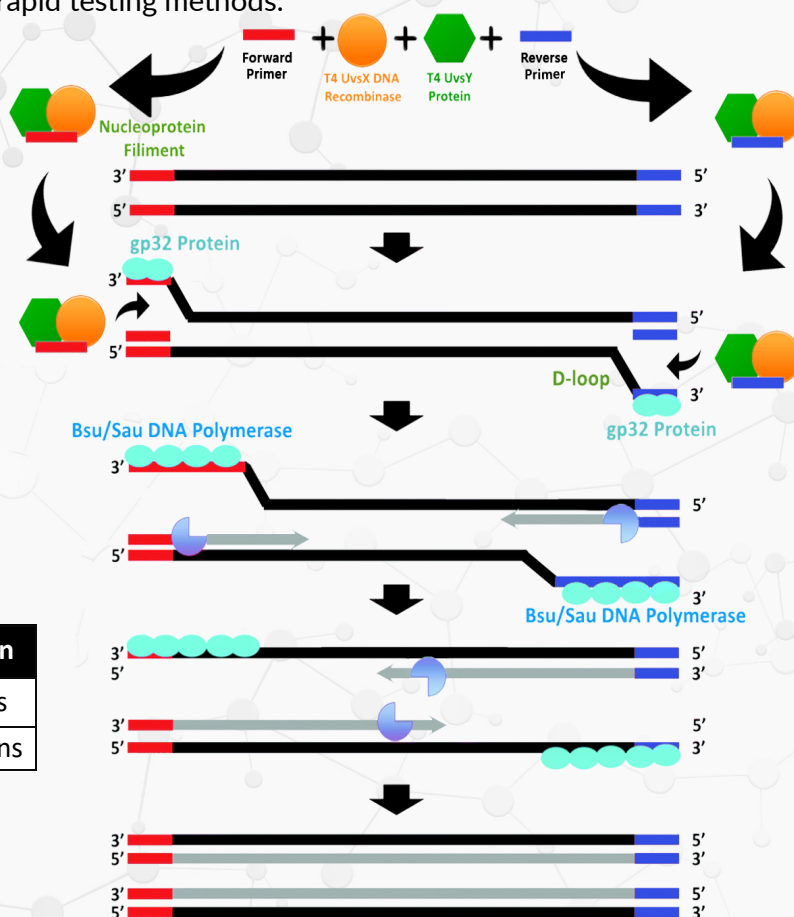 rapid testing methods.
+ + +
Forward
Primer
T4 UvsX DNA
Recombinase
T4 UvsY
Protein
Reverse
Primer
Nucleoprotein
Filiment
3′ 5′
5′ 3′
gp32 Protein
3′
5′
5′
D-loop
3′
gp32 Protein
Bsu/Sau DNA Polymerase
3′
5′
5′
3′
Bsu/Sau DNA Polymerase
n
s
ns
3′ 5′
5′ 3′
3′ 5′
5′ 3′
3′ 5′
5′ 3′
3′ 5′
5′ 3′